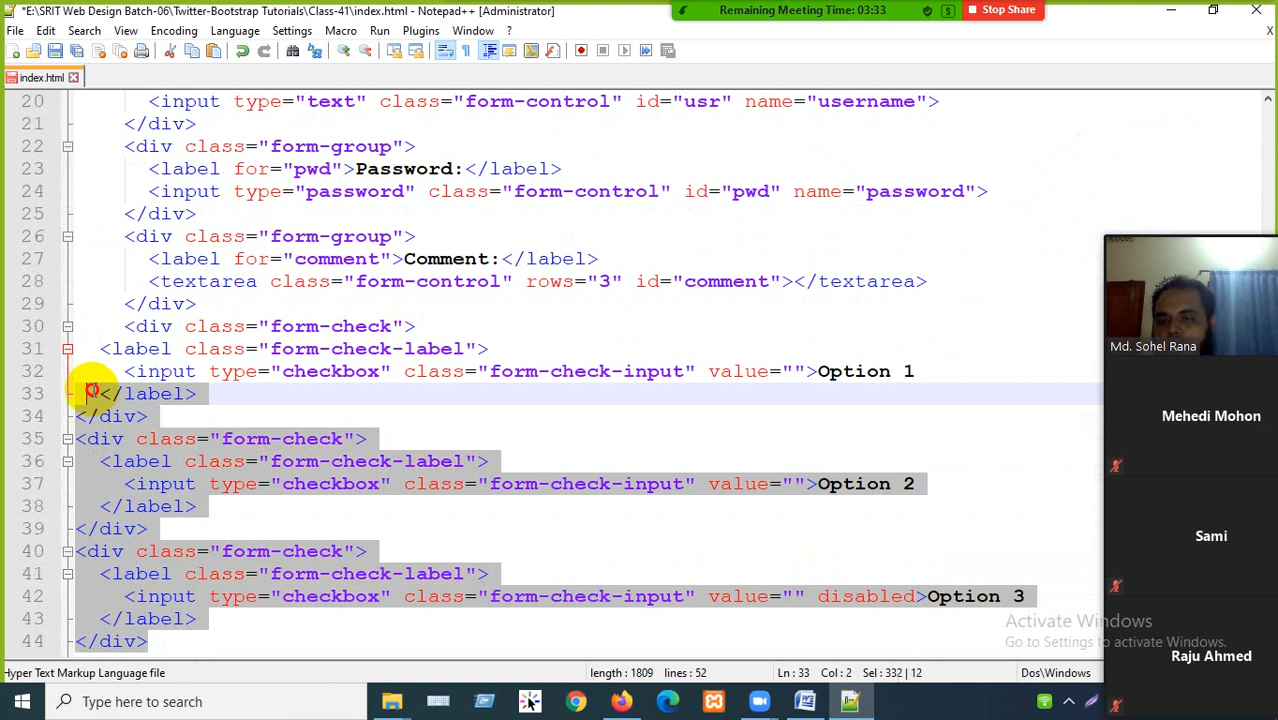 *E:\SRIT Web Design Batch-06\Twitter-Bootstrap Tutorials\Class-41\index.html - Notepad++ [Administrator]
Remaining Meeting Time: 03:33
Stop Share
File Edit Search View Encoding Language Settings Macro Run Plugins Window ?
X
index.html
20 <input type="text" class="form-control" id="usr" name="username">
21 </div>
22 <div class="form-group">
23 <label for="pwd">Password:</label>
24 <input type="password" class="form-control" id="pwd" name="password">
25 </div>
26 <div class="form-group">
27 <label for="comment">Comment:</label>
28 <textarea class="form-control" rows="3" id="comment"></textarea>
29 </div>
30 <div class="form-check">
31 <label class="form-check-label">
32 <input type="checkbox" class="form-check-input" value="">Option 1
33 </label>
34 </div>
35 <div class="form-check">
36 <label class="form-check-label">
37 <input type="checkbox" class="form-check-input" value="">Option 2
38 </label>
39 </div>
40 <div class="form-check">
41 <label class="form-check-label">
42 <input type="checkbox" class="form-check-input" value="" disabled>Option 3
43 </label>
44 </div>
Md. Sohel Rana
Mehedi Mohon
Sami
Raju Ahmed
Activate Windows
Go to Settings to activate Windows.
Hyper Text Markup Language file length : 1809 lines : 52 Ln : 33 Col : 2 Sel : 332 | 12 Dos\Windows
Type here to search